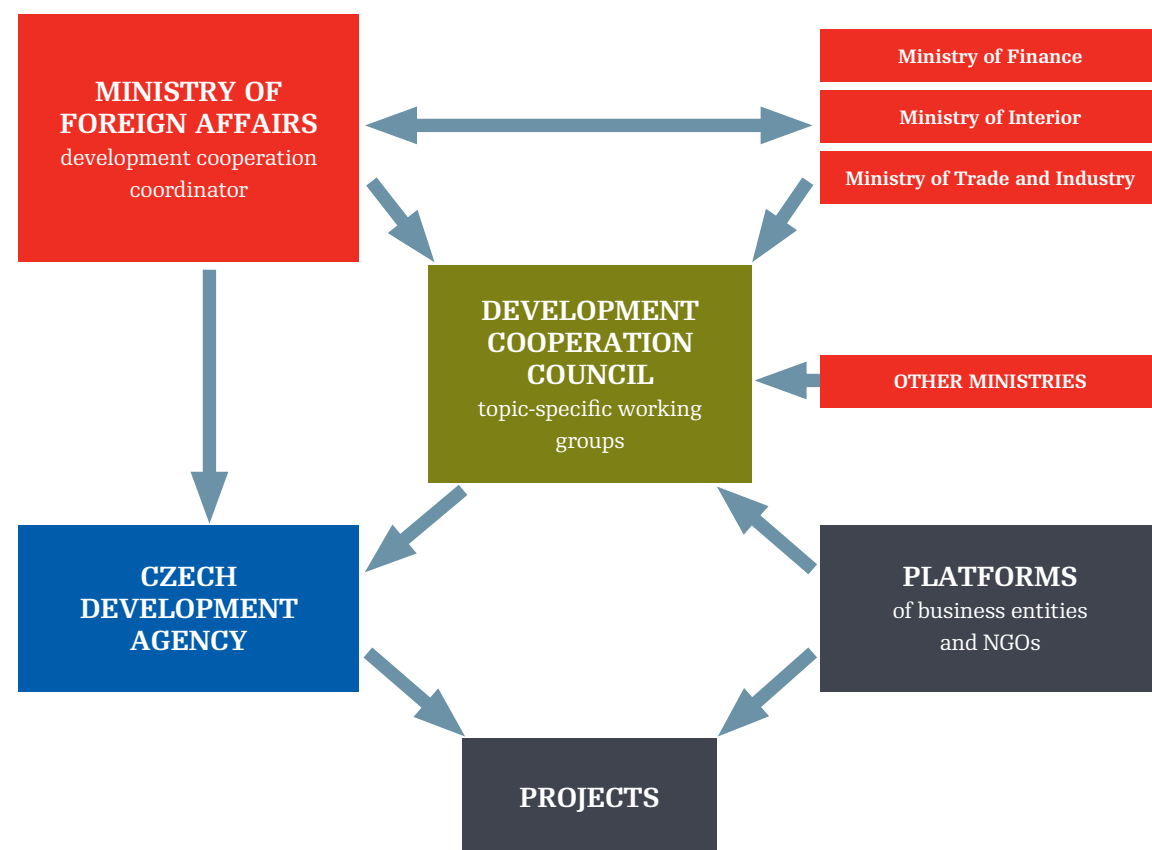 MINISTRY OF
FOREIGN AFFAIRS
development cooperation
coordinator
Ministry of Finance
Ministry of Interior
Ministry of Trade and Industry
DEVELOPMENT
COOPERATION
COUNCIL
topic-specific working
groups
OTHER MINISTRIES
CZECH
DEVELOPMENT
AGENCY
PLATFORMS
of business entities
and NGOs
PROJECTS